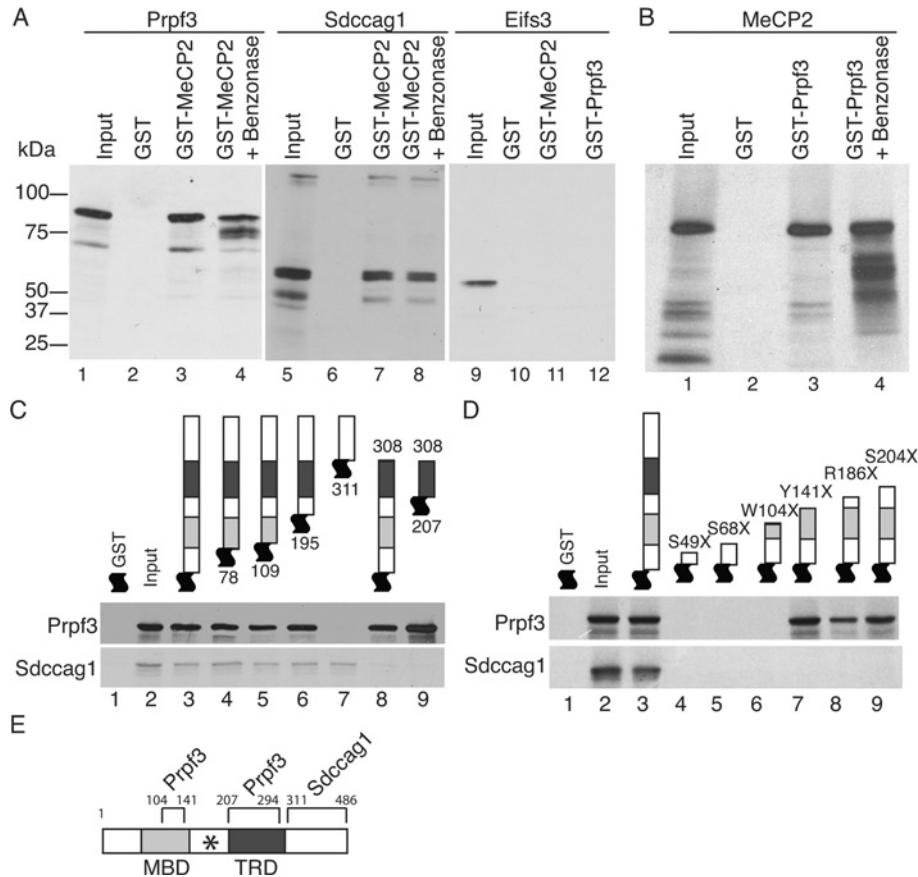 A
Prpf3
Sdccag1
Eifs3
Input
GST
GST-MeCP2
GST-MeCP2
+ Benzonase
Input
GST
GST-MeCP2
GST-MeCP2
+ Benzonase
Input
GST
GST-MeCP2
GST-Prpf3
kDa
100
75
50
37
25
1 2 3 4 5 6 7 8 9 10 11 12
B
MeCP2
Input
GST
GST-Prpf3
GST-Prpf3
+ Benzonase
1 2 3 4
C
GST
Input
78
109
195
311
308
308
207
Prpf3
Sdccag1
1 2 3 4 5 6 7 8 9
D
GST
Input
S49X
S68X
W104X
Y141X
R186X
S204X
Prpf3
Sdccag1
1 2 3 4 5 6 7 8 9
E
Prpf3
Prpf3
Sdccag1
1 104 141 207 294 311 486
*
MBD TRD